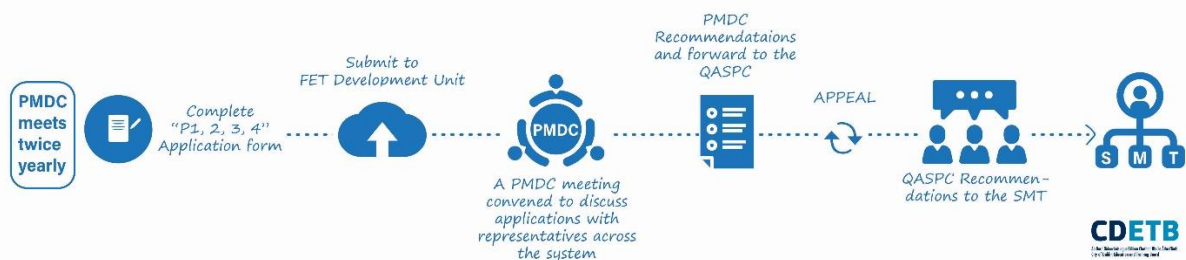 PMDC
meets
twice
yearly
Complete
"P1, 2, 3, 4"
Application form
Submit to
FET Development Unit
PMDC
A PMDC meeting
convened to discuss
applications with
representatives across
the system
PMDC
Recommendataions
and forward to the
QASPC
APPEAL
QASPC Recommen-
dations to the SMT
S M T
CDETB